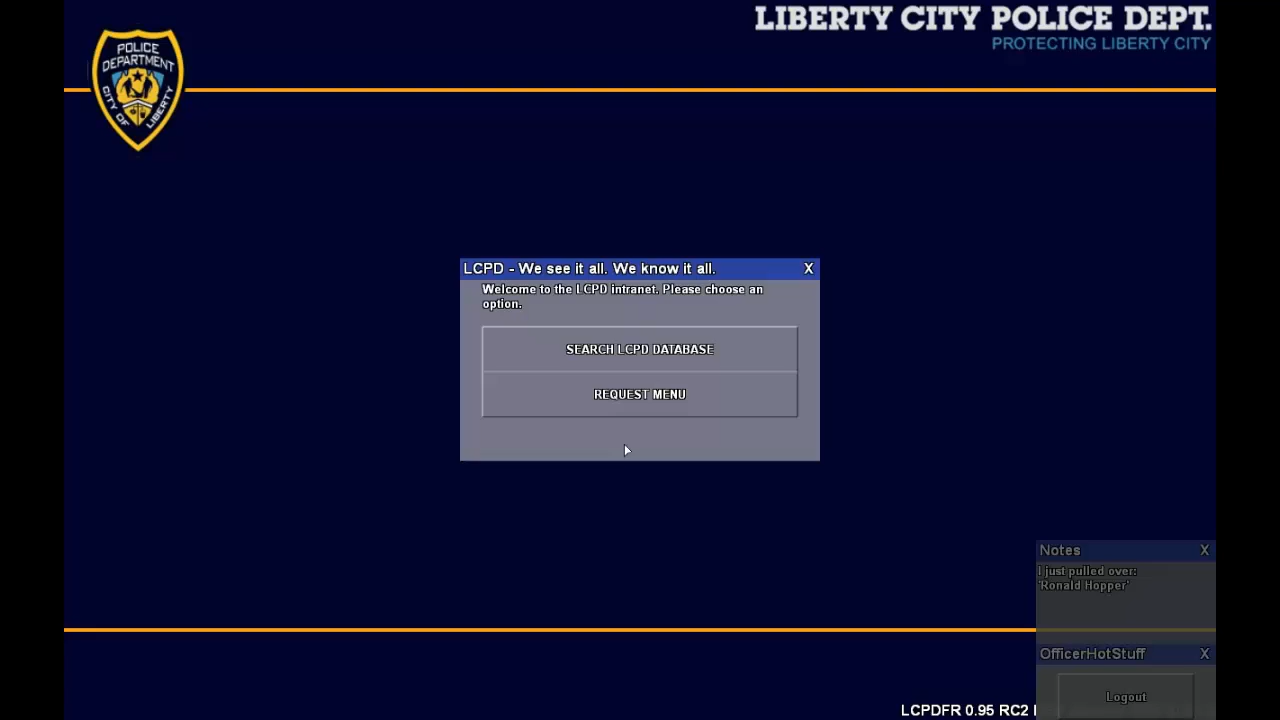 LIBERTY CITY POLICE DEPT.
PROTECTING LIBERTY CITY
POLICE
DEPARTMENT
CITY OF LIBERTY
LCPD - We see it all. We know it all. X
Welcome to the LCPD intranet. Please choose an
option.
SEARCH LCPD DATABASE
REQUEST MENU
Notes X
I just pulled over:
'Ronald Hopper'
OfficerHotStuff X
Logout
LCPDFR 0.95 RC2